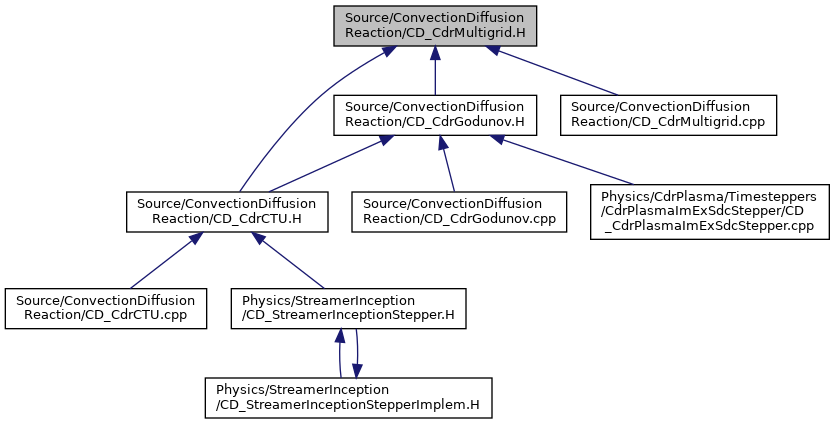 Source/ConvectionDiffusion
Reaction/CD_CdrMultigrid.H
Source/ConvectionDiffusion
Reaction/CD_CdrGodunov.H
Source/ConvectionDiffusion
Reaction/CD_CdrMultigrid.cpp
Source/ConvectionDiffusion
Reaction/CD_CdrCTU.H
Source/ConvectionDiffusion
Reaction/CD_CdrGodunov.cpp
Physics/CdrPlasma/Timesteppers
/CdrPlasmaImExSdcStepper/CD
_CdrPlasmaImExSdcStepper.cpp
Source/ConvectionDiffusion
Reaction/CD_CdrCTU.cpp
Physics/StreamerInception
/CD_StreamerInceptionStepper.H
Physics/StreamerInception
/CD_StreamerInceptionStepperImplem.H